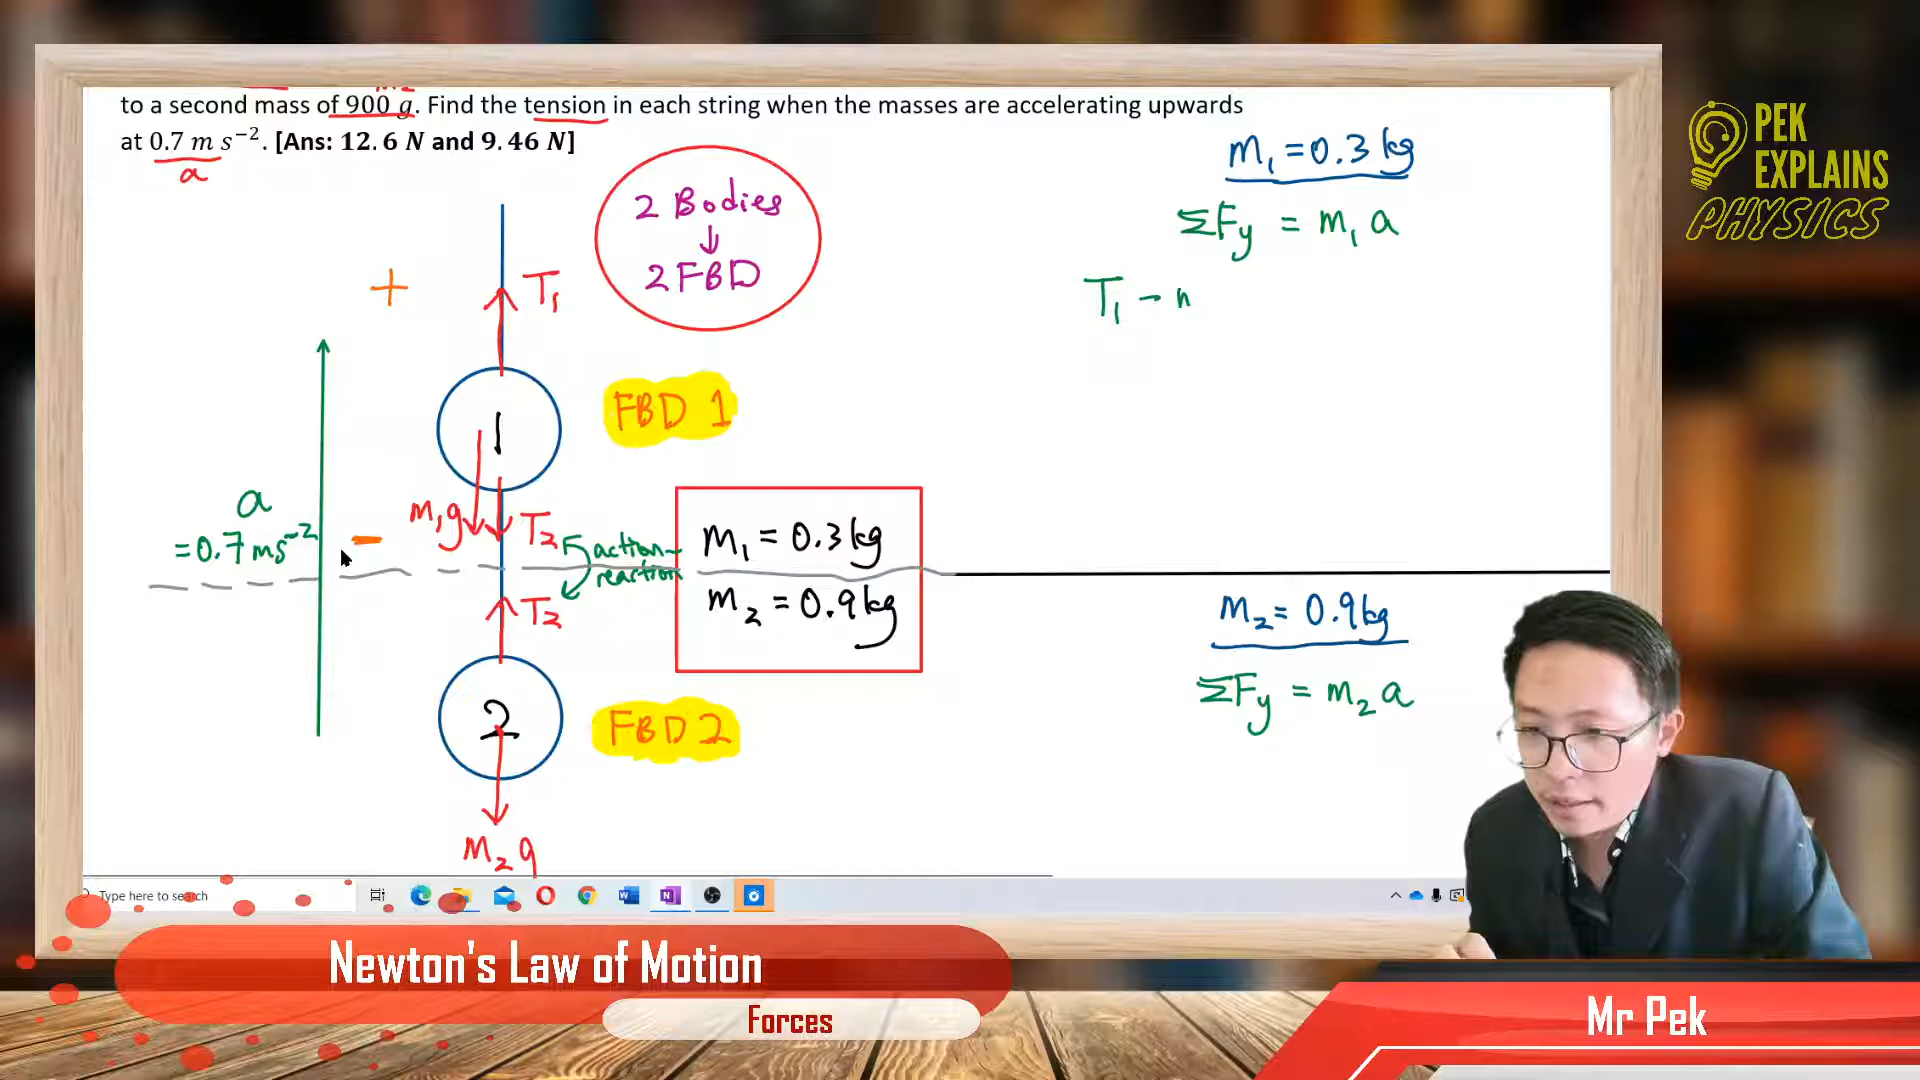 to a second mass of 900 g. Find the tension in each string when the masses are accelerating upwards
at 0.7 m s⁻². [Ans: 12.6 N and 9.46 N]
m₂
a
2 Bodies
↓
2 FBD
+
T₁
1
FBD 1
a
= 0.7 ms⁻²
−
m₁g
T₂
action-
reaction
T₂
m₁ = 0.3 kg
m₂ = 0.9 kg
2
FBD 2
m₂ g
m₁ = 0.3 kg
ΣFy = m₁ a
T₁ −
m₂ = 0.9 kg
ΣFy = m₂ a
PEK
EXPLAINS
PHYSICS
Type here to search
Newton's Law of Motion
Forces
Mr Pek